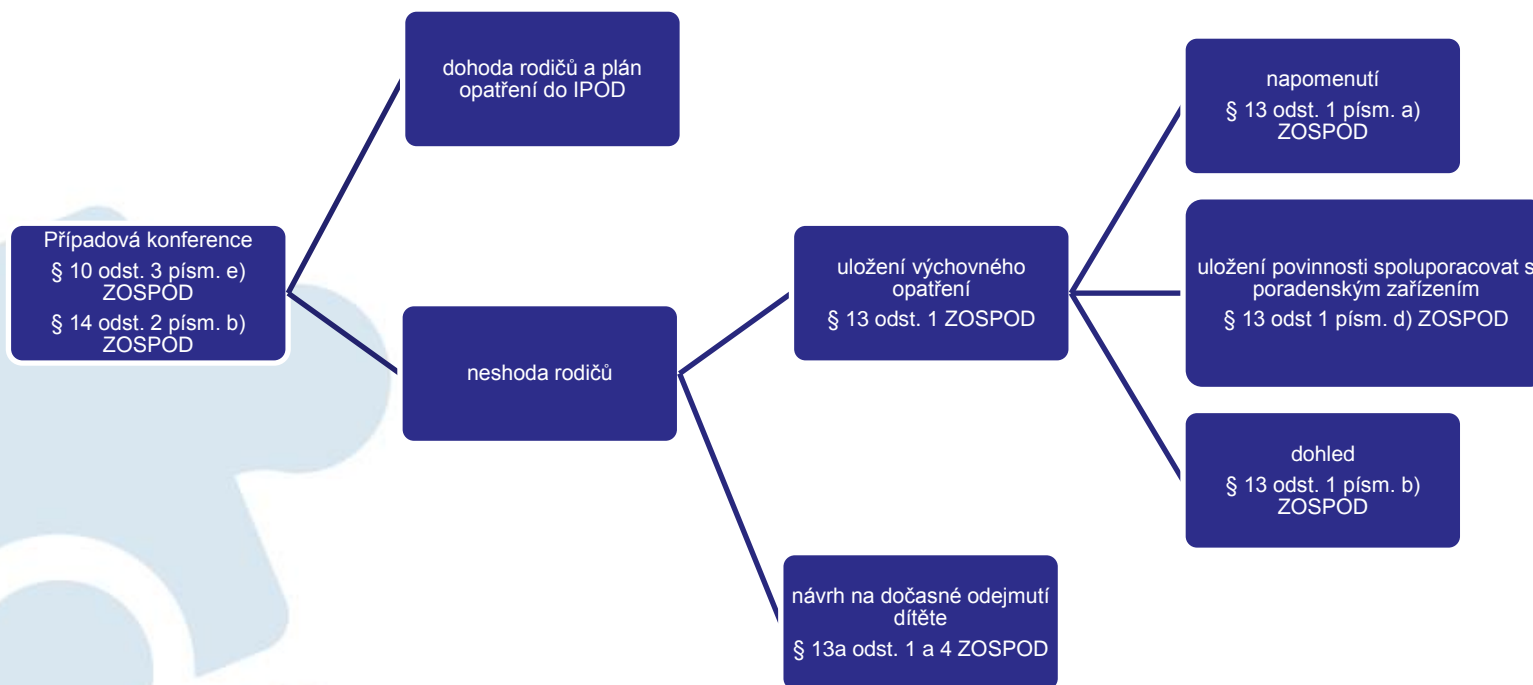 Případová konference
§ 10 odst. 3 písm. e)
ZOSPOD
§ 14 odst. 2 písm. b)
ZOSPOD
dohoda rodičů a plán
opatření do IPOD
neshoda rodičů
uložení výchovného
opatření
§ 13 odst. 1 ZOSPOD
návrh na dočasné odejmutí
dítěte
§ 13a odst. 1 a 4 ZOSPOD
napomenutí
§ 13 odst. 1 písm. a)
ZOSPOD
uložení povinnosti spoluporacovat s
poradenským zařízením
§ 13 odst 1 písm. d) ZOSPOD
dohled
§ 13 odst. 1 písm. b)
ZOSPOD